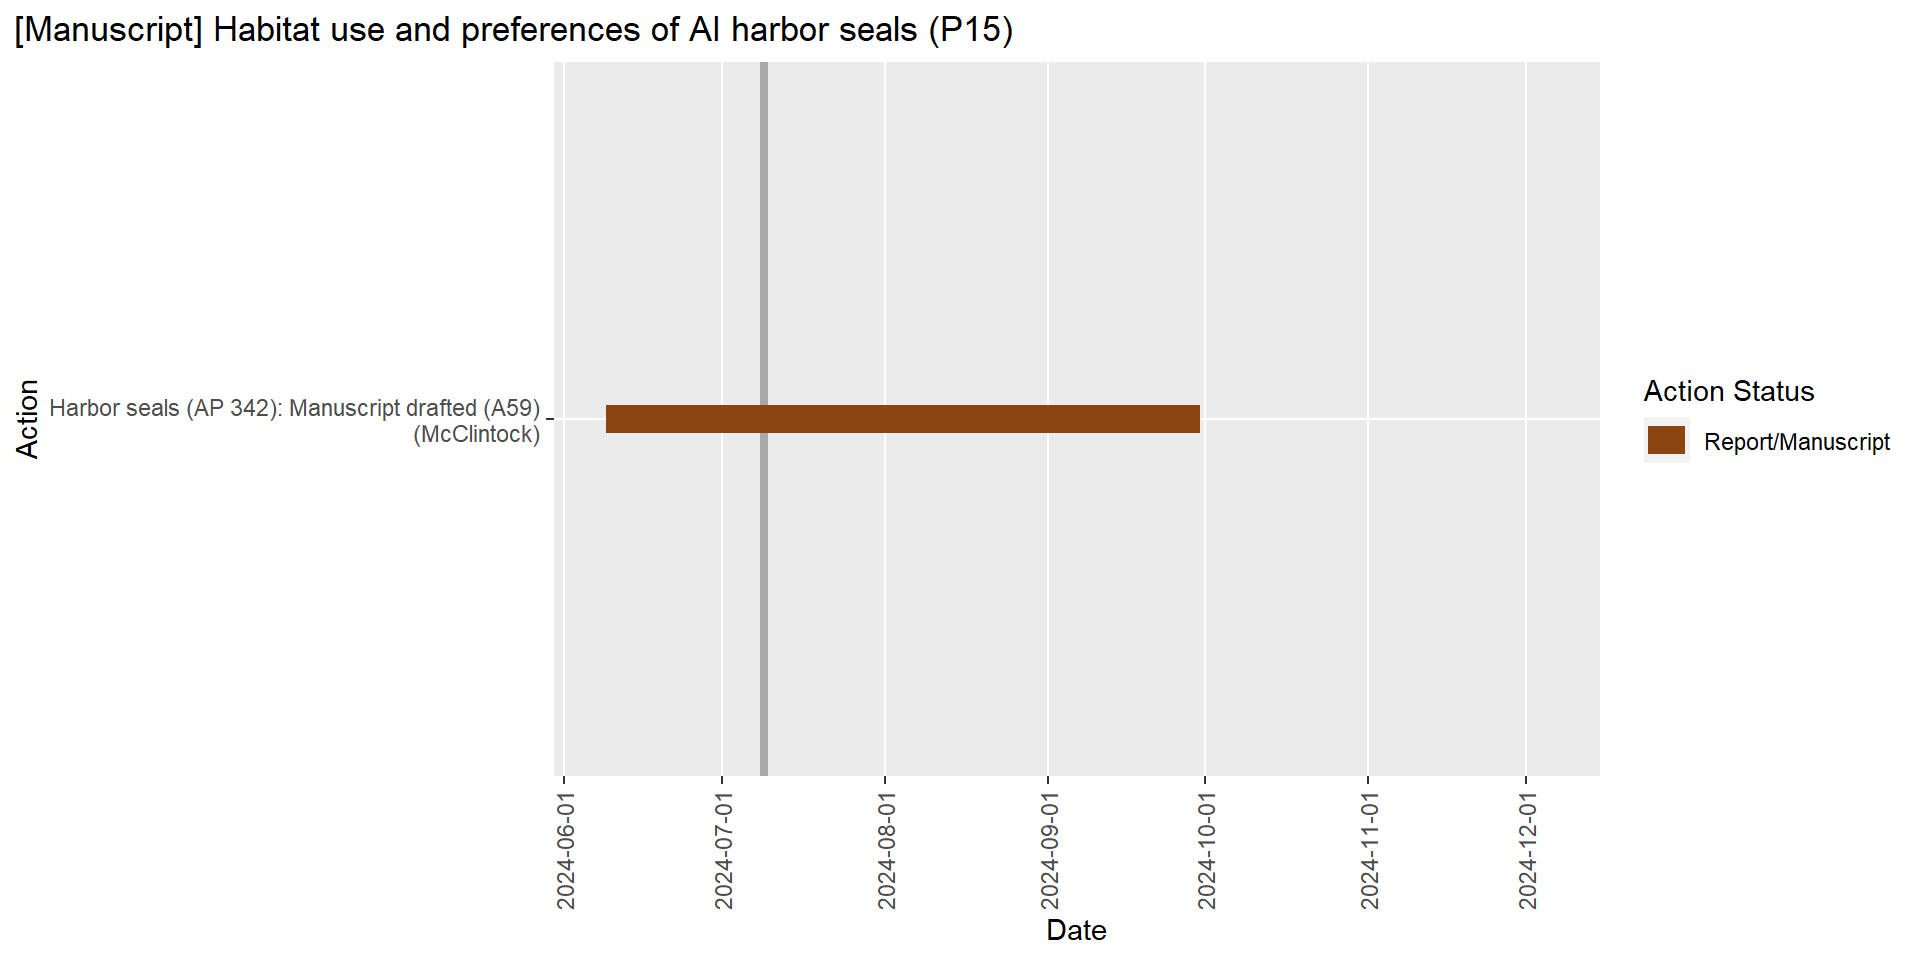 [Manuscript] Habitat use and preferences of AI harbor seals (P15)
Action
Harbor seals (AP 342): Manuscript drafted (A59)
(McClintock)
2024-06-01
2024-07-01
2024-08-01
2024-09-01
2024-10-01
2024-11-01
2024-12-01
Date
Action Status
Report/Manuscript